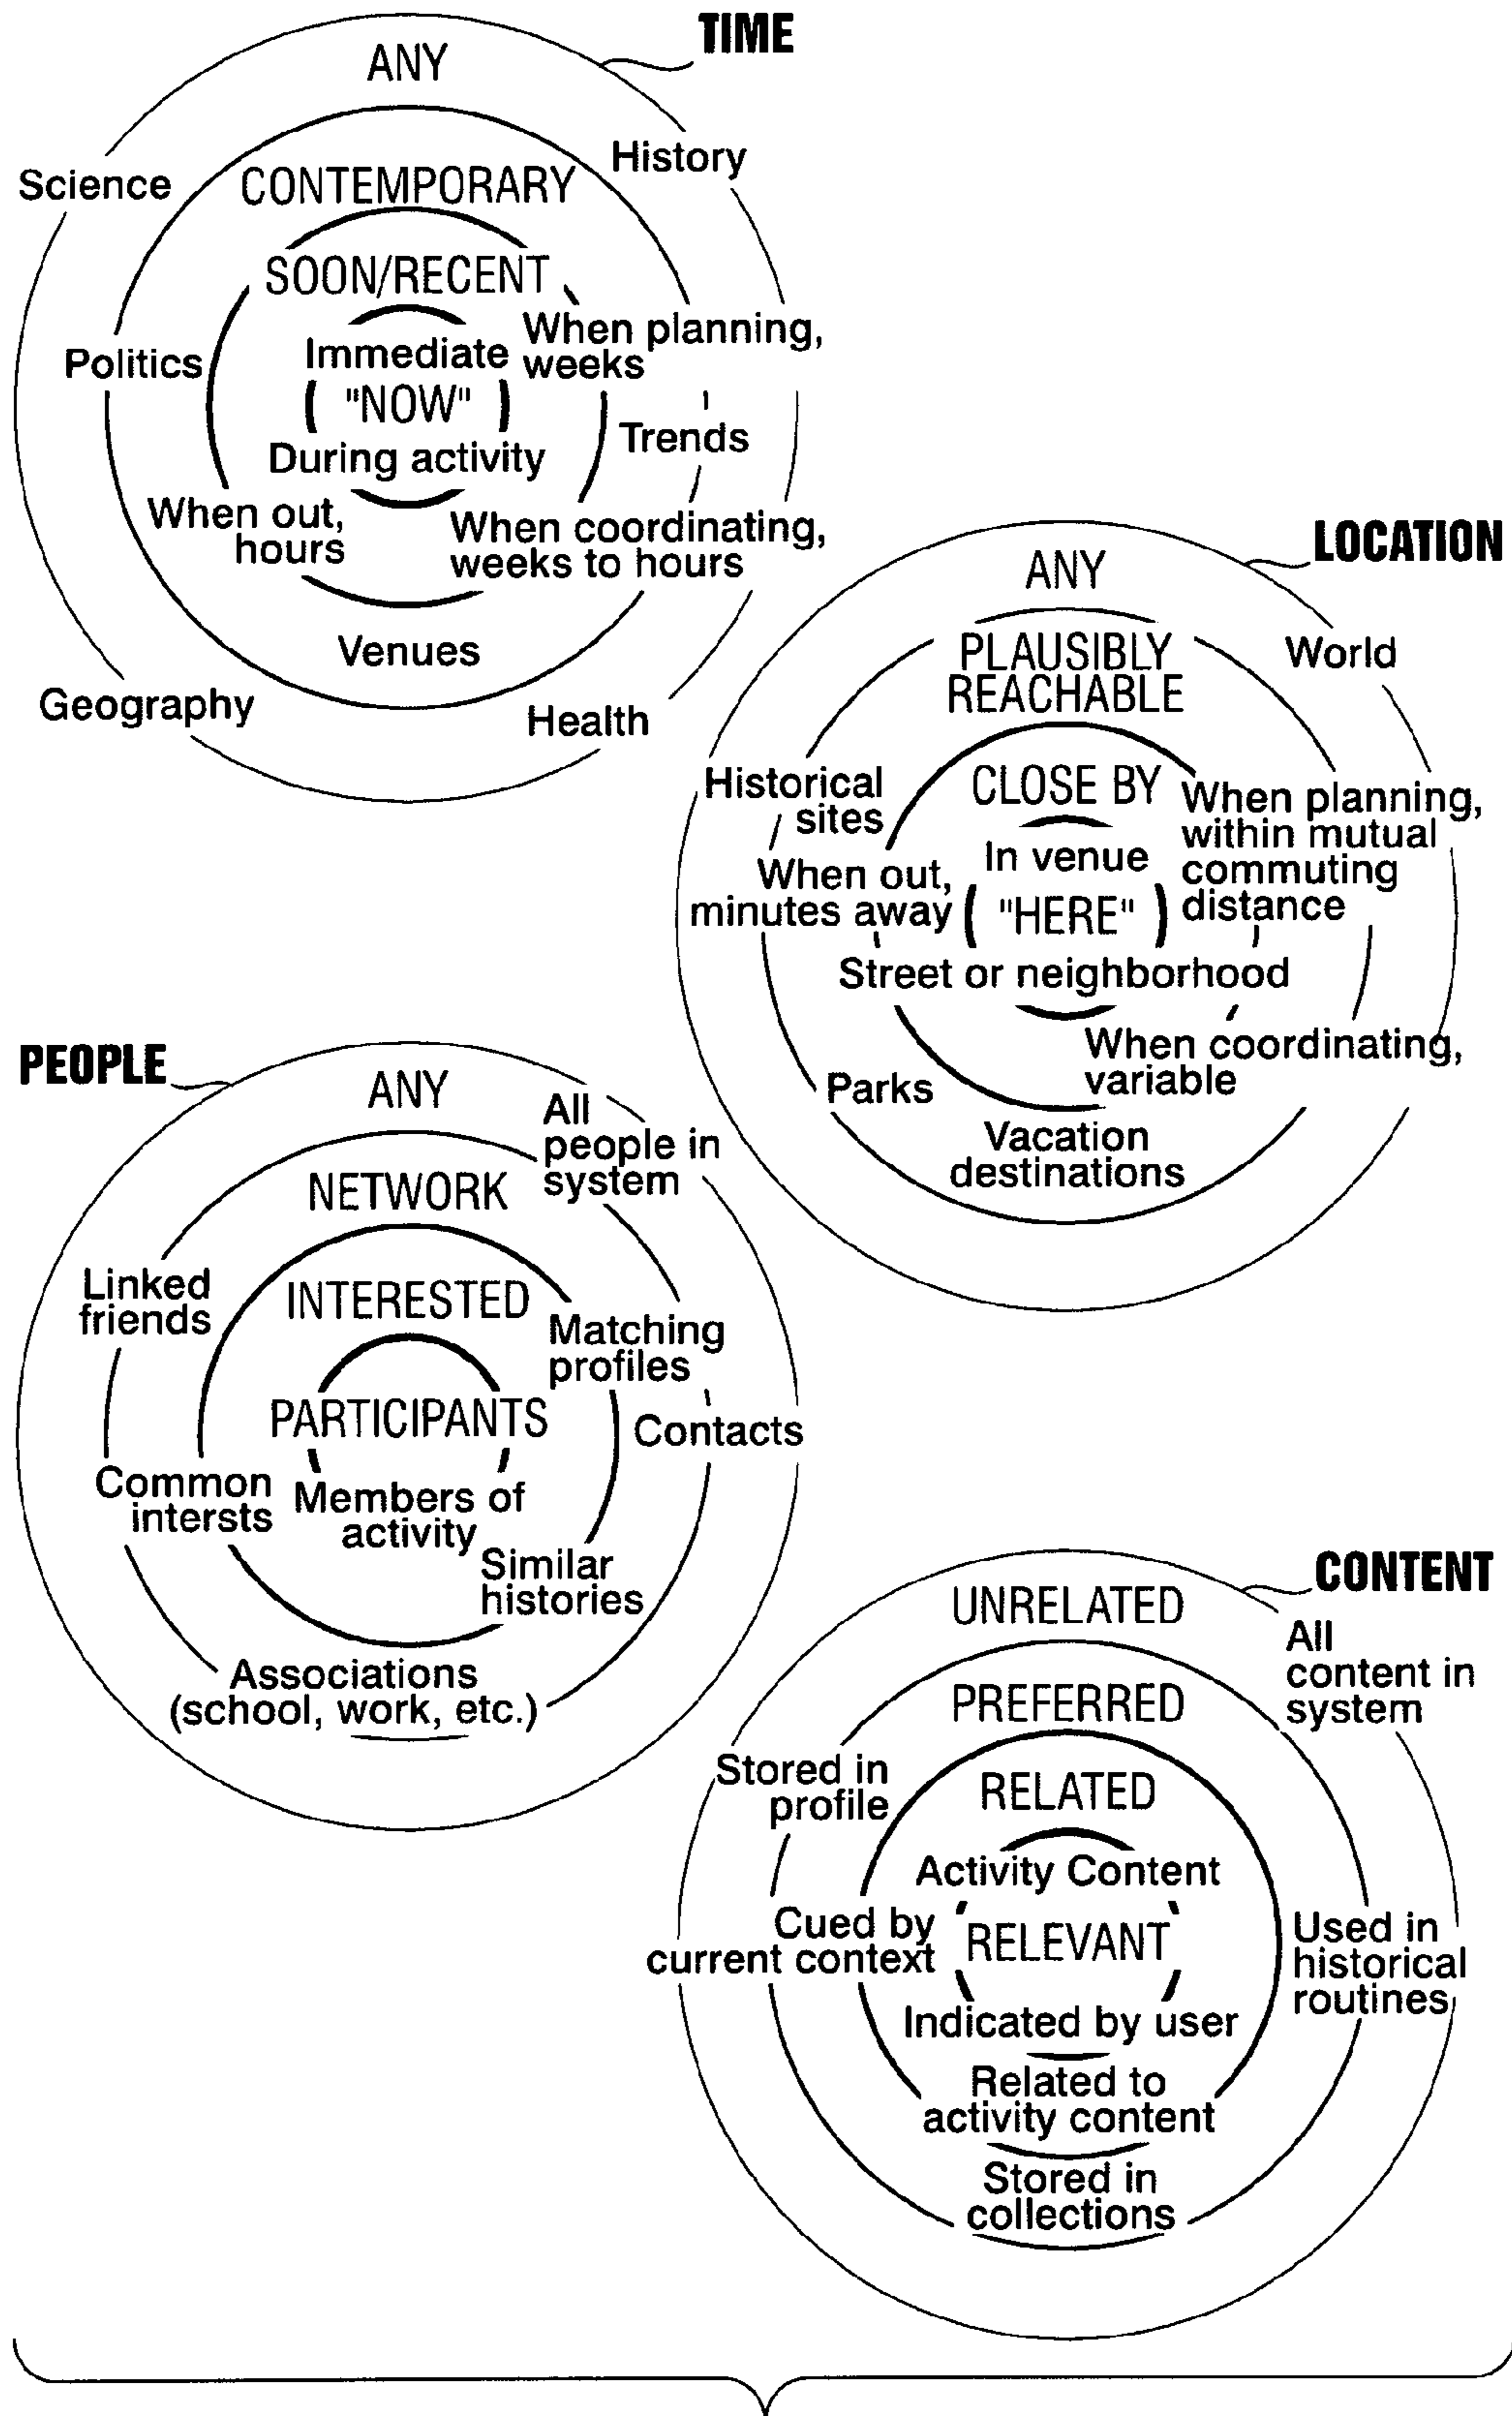 TIME
ANY
Science
History
CONTEMPORARY
SOON/RECENT
When planning,
weeks
Politics
Immediate
"NOW"
During activity
Trends
When out,
hours
When coordinating,
weeks to hours
Venues
Geography
Health
LOCATION
ANY
World
PLAUSIBLY
REACHABLE
Historical
sites
CLOSE BY
When planning,
within mutual
commuting
distance
When out,
minutes away
In venue
"HERE"
Street or neighborhood
When coordinating,
variable
Parks
Vacation
destinations
PEOPLE
ANY
All
people in
system
NETWORK
Linked
friends
INTERESTED
Matching
profiles
PARTICIPANTS
Contacts
Common
intersts
Members of
activity
Similar
histories
Associations
(school, work, etc.)
CONTENT
UNRELATED
All
content in
system
PREFERRED
Stored in
profile
RELATED
Activity Content
Cued by
current context
RELEVANT
Used in
historical
routines
Indicated by user
Related to
activity content
Stored in
collections